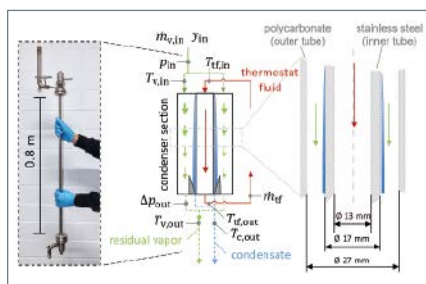 0.8 m
ṁv,in yin
pin
Ttf,in
Tv,in
thermostat
fluid
condenser section
Δpout
ṁtf
Tv,out
Ttf,out
Tc,out
residual vapor
condensate
polycarbonate
(outer tube)
stainless steel
(inner tube)
Ø 13 mm
Ø 17 mm
Ø 27 mm